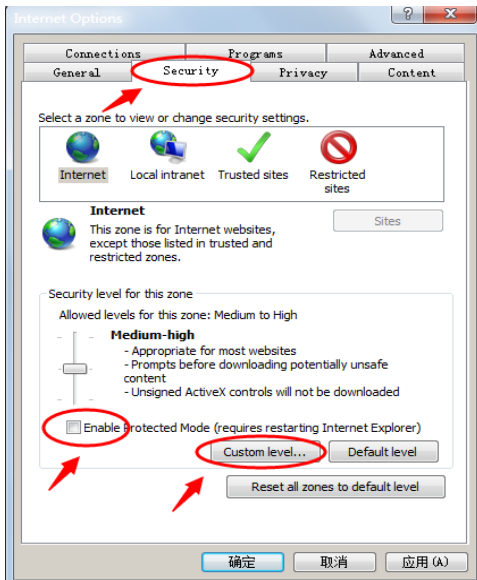 Internet Options
Connections Programs Advanced
General Security Privacy Content
Select a zone to view or change security settings.
Internet Local intranet Trusted sites Restricted
sites
Internet
Sites
This zone is for Internet websites,
except those listed in trusted and
restricted zones.
Security level for this zone
Allowed levels for this zone: Medium to High
Medium-high
- Appropriate for most websites
- Prompts before downloading potentially unsafe
content
- Unsigned ActiveX controls will not be downloaded
Enable Protected Mode (requires restarting Internet Explorer)
Custom level... Default level
Reset all zones to default level
确定 取消 应用(A)